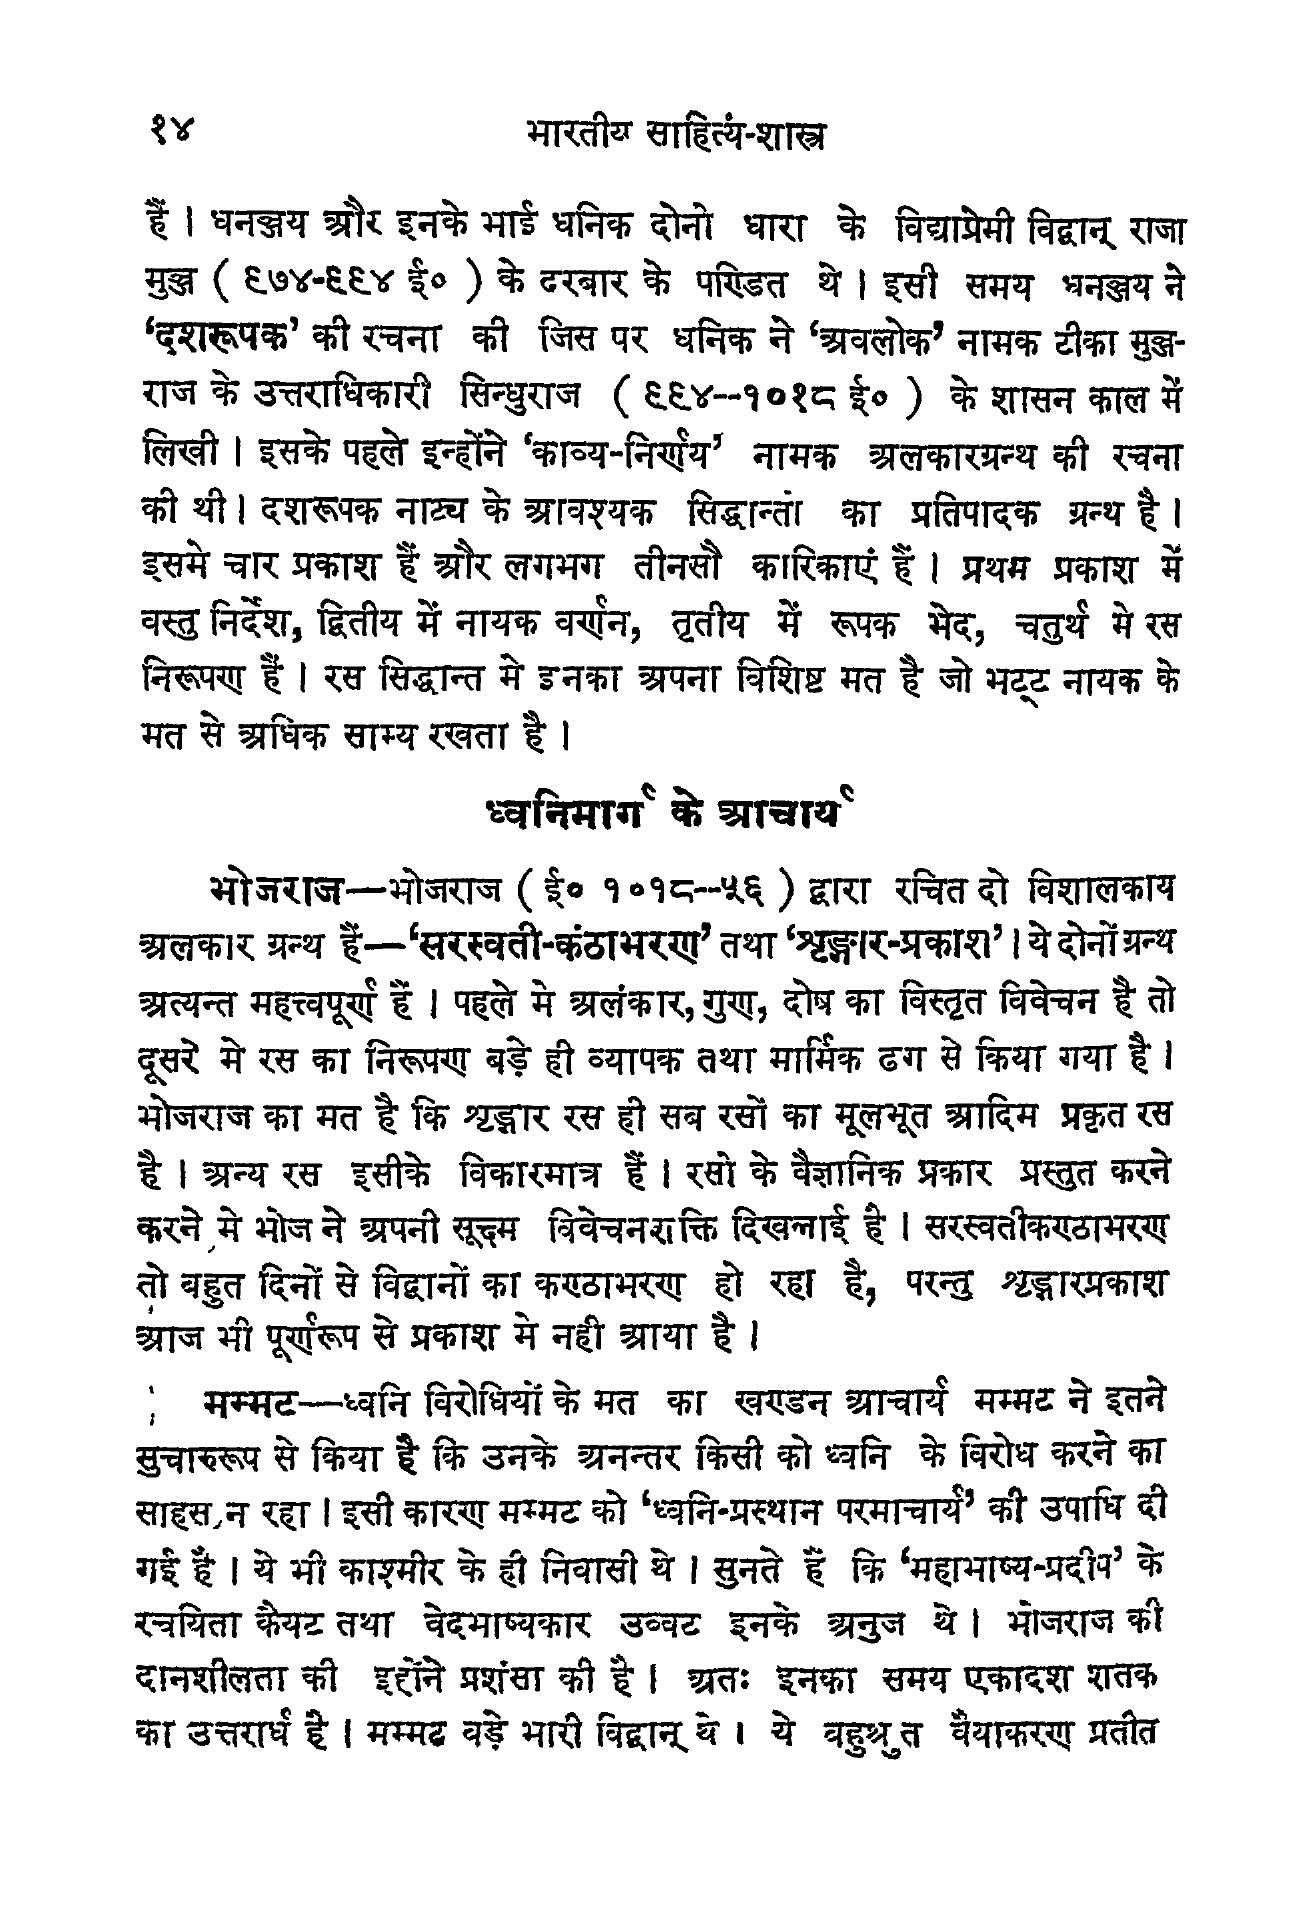 १४ भारतीय साहित्यं-शास्त्र
हैं । धनञ्जय और इनके भाई धनिक दोनो धारा के विद्याप्रेमी विद्वान् राजा
मुञ्ज ( ९७४-९९४ ई० ) के दरबार के पण्डित थे । इसी समय धनञ्जय ने
‘दशरूपक’ की रचना की जिस पर धनिक ने ‘अवलोक’ नामक टीका मुञ्ज-
राज के उत्तराधिकारी सिन्धुराज ( ९९४--१०१८ ई० ) के शासन काल में
लिखी । इसके पहले इन्होंने ‘काव्य-निर्णय’ नामक अलकारग्रन्थ की रचना
की थी । दशरूपक नाट्य के आवश्यक सिद्धान्तां का प्रतिपादक ग्रन्थ है ।
इसमे चार प्रकाश हैं और लगभग तीनसौ कारिकाएं हैं । प्रथम प्रकाश में
वस्तु निर्देश, द्वितीय में नायक वर्णन, तृतीय में रूपक भेद, चतुर्थ मे रस
निरूपण हैं । रस सिद्धान्त मे इनका अपना विशिष्ट मत है जो भट्ट नायक के
मत से अधिक साम्य रखता है ।
ध्वनिमार्ग के आचार्य
भोजराज—भोजराज ( ई० १०१८--५६ ) द्वारा रचित दो विशालकाय
अलकार ग्रन्थ हैं—‘सरस्वती-कंठाभरण’ तथा ‘शृङ्गार-प्रकाश’ । ये दोनों ग्रन्थ
अत्यन्त महत्त्वपूर्ण हैं । पहले मे अलंकार, गुण, दोष का विस्तृत विवेचन है तो
दूसरे मे रस का निरूपण बड़े ही व्यापक तथा मार्मिक ढग से किया गया है ।
भोजराज का मत है कि शृङ्गार रस ही सब रसों का मूलभूत आदिम प्रकृत रस
है । अन्य रस इसीके विकारमात्र हैं । रसो के वैज्ञानिक प्रकार प्रस्तुत करने
करने मे भोज ने अपनी सूक्ष्म विवेचनशक्ति दिखलाई है । सरस्वतीकण्ठाभरण
तो बहुत दिनों से विद्वानों का कण्ठाभरण हो रहा है, परन्तु शृङ्गारप्रकाश
आज भी पूर्णरूप से प्रकाश मे नही आया है ।
मम्मट—ध्वनि विरोधियों के मत का खण्डन आचार्य मम्मट ने इतने
सुचारुरूप से किया है कि उनके अनन्तर किसी को ध्वनि के विरोध करने का
साहस न रहा । इसी कारण मम्मट को ‘ध्वनि-प्रस्थान परमाचार्य’ की उपाधि दी
गई है । ये भी काश्मीर के ही निवासी थे । सुनते हैं कि ‘महाभाष्य-प्रदीप’ के
रचयिता कैयट तथा वेदभाष्यकार उव्वट इनके अनुज थे । भोजराज की
दानशीलता की इहोंने प्रशंसा की है । अतः इनका समय एकादश शतक
का उत्तरार्ध है । मम्मट बड़े भारी विद्वान् थे । ये बहुश्रुत वैयाकरण प्रतीत